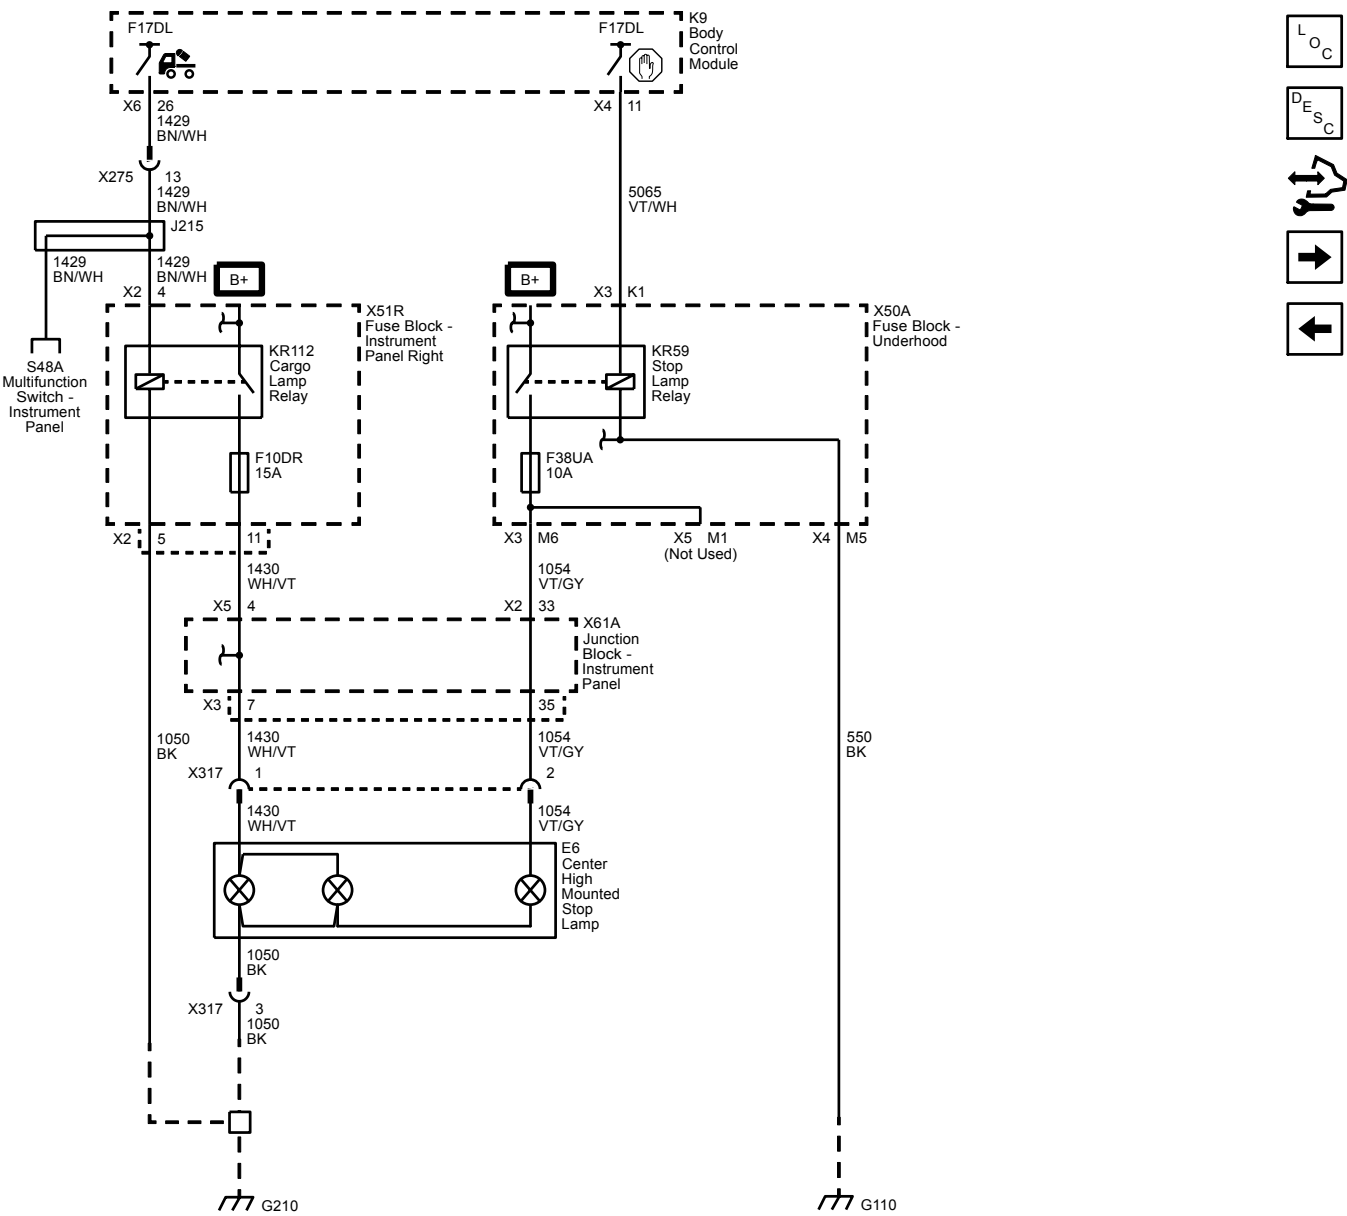 F17DL
F17DL
K9
Body
Control
Module
X6 26
1429
BN/WH
X4 11
X275 13
1429
BN/WH
5065
VT/WH
J215
1429
BN/WH
1429
BN/WH
B+
B+
X2 4
X3 K1
X51R
Fuse Block -
Instrument
Panel Right
X50A
Fuse Block -
Underhood
S48A
Multifunction
Switch -
Instrument
Panel
KR112
Cargo
Lamp
Relay
KR59
Stop
Lamp
Relay
F10DR
15A
F38UA
10A
X2 5 11
X3 M6
X5 M1
(Not Used)
X4 M5
1430
WH/VT
1054
VT/GY
X5 4
X2 33
X61A
Junction
Block -
Instrument
Panel
X3 7 35
1050
BK
1430
WH/VT
1054
VT/GY
550
BK
X317 1 2
1430
WH/VT
1054
VT/GY
E6
Center
High
Mounted
Stop
Lamp
1050
BK
X317 3
1050
BK
G210
G110
LOC
DESC